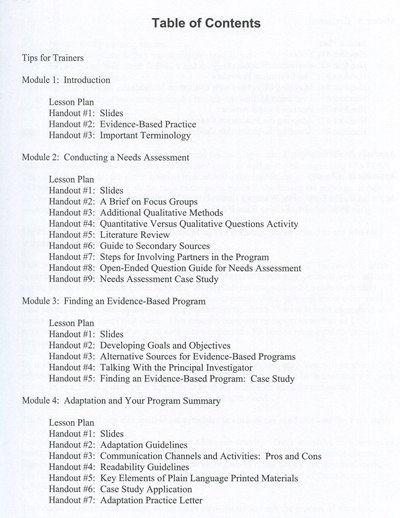 Table of Contents
Tips for Trainers
Module 1: Introduction
Lesson Plan
Handout #1: Slides
Handout #2: Evidence-Based Practice
Handout #3: Important Terminology
Module 2: Conducting a Needs Assessment
Lesson Plan
Handout #1: Slides
Handout #2: A Brief on Focus Groups
Handout #3: Additional Qualitative Methods
Handout #4: Quantitative Versus Qualitative Questions Activity
Handout #5: Literature Review
Handout #6: Guide to Secondary Sources
Handout #7: Steps for Involving Partners in the Program
Handout #8: Open-Ended Question Guide for Needs Assessment
Handout #9: Needs Assessment Case Study
Module 3: Finding an Evidence-Based Program
Lesson Plan
Handout #1: Slides
Handout #2: Developing Goals and Objectives
Handout #3: Alternative Sources for Evidence-Based Programs
Handout #4: Talking With the Principal Investigator
Handout #5: Finding an Evidence-Based Program: Case Study
Module 4: Adaptation and Your Program Summary
Lesson Plan
Handout #1: Slides
Handout #2: Adaptation Guidelines
Handout #3: Communication Channels and Activities: Pros and Cons
Handout #4: Readability Guidelines
Handout #5: Key Elements of Plain Language Printed Materials
Handout #6: Case Study Application
Handout #7: Adaptation Practice Letter